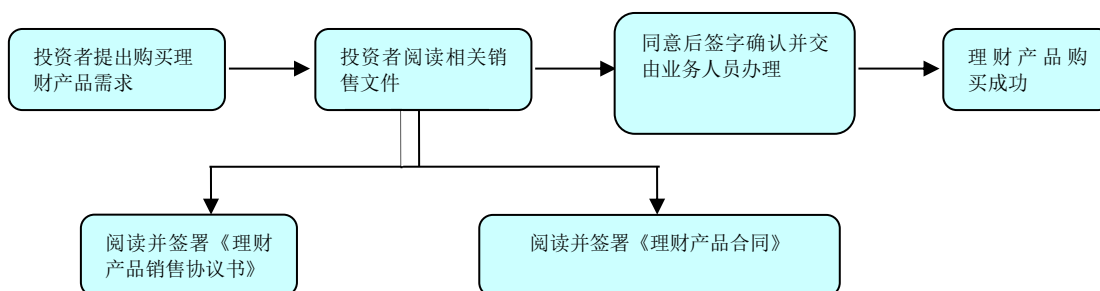 投资者提出购买理
财产品需求
投资者阅读相关销
售文件
同意后签字确认并交
由业务人员办理
理财产品购
买成功
阅读并签署《理财
产品销售协议书》
阅读并签署《理财产品合同》